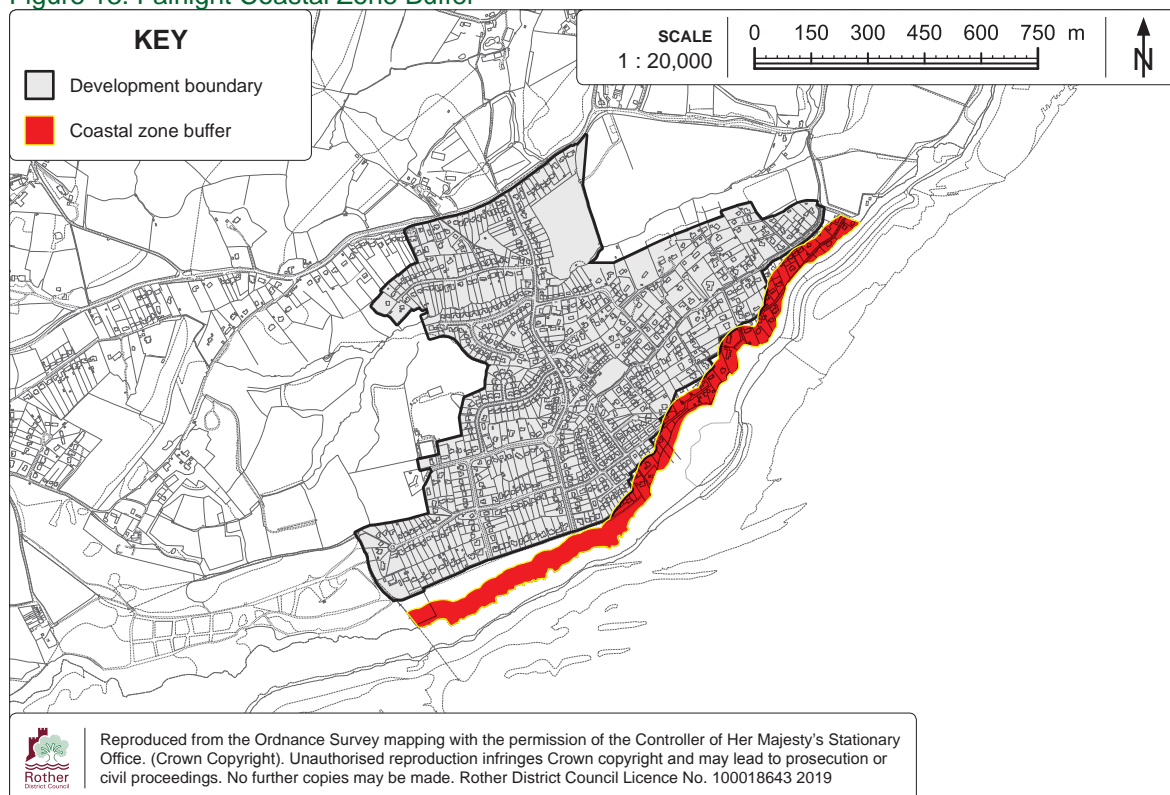 KEY
Development boundary
Coastal zone buffer
SCALE
1 : 20,000
0 150 300 450 600 750 m
N
Rother
District Council
Reproduced from the Ordnance Survey mapping with the permission of the Controller of Her Majesty's Stationary
Office. (Crown Copyright). Unauthorised reproduction infringes Crown copyright and may lead to prosecution or
civil proceedings. No further copies may be made. Rother District Council Licence No. 100018643 2019